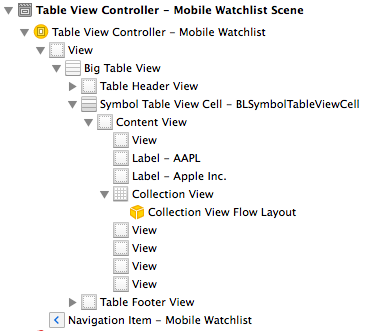 Table View Controller – Mobile Watchlist Scene
Table View Controller – Mobile Watchlist
View
Big Table View
Table Header View
Symbol Table View Cell – BLSymbolTableViewCell
Content View
View
Label – AAPL
Label – Apple Inc.
Collection View
Collection View Flow Layout
View
View
View
View
Table Footer View
Navigation Item – Mobile Watchlist